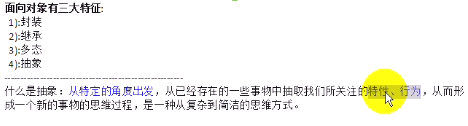 面向对象有三大特征:
1):封装
2):继承
3):多态
4):抽象
----------------------------------------------
什么是抽象：从特定的角度出发，从已经存在的一些事物中抽取我们所关注的特性、行为，从而形
成一个新的事物的思维过程，是一种从复杂到简洁的思维方式。